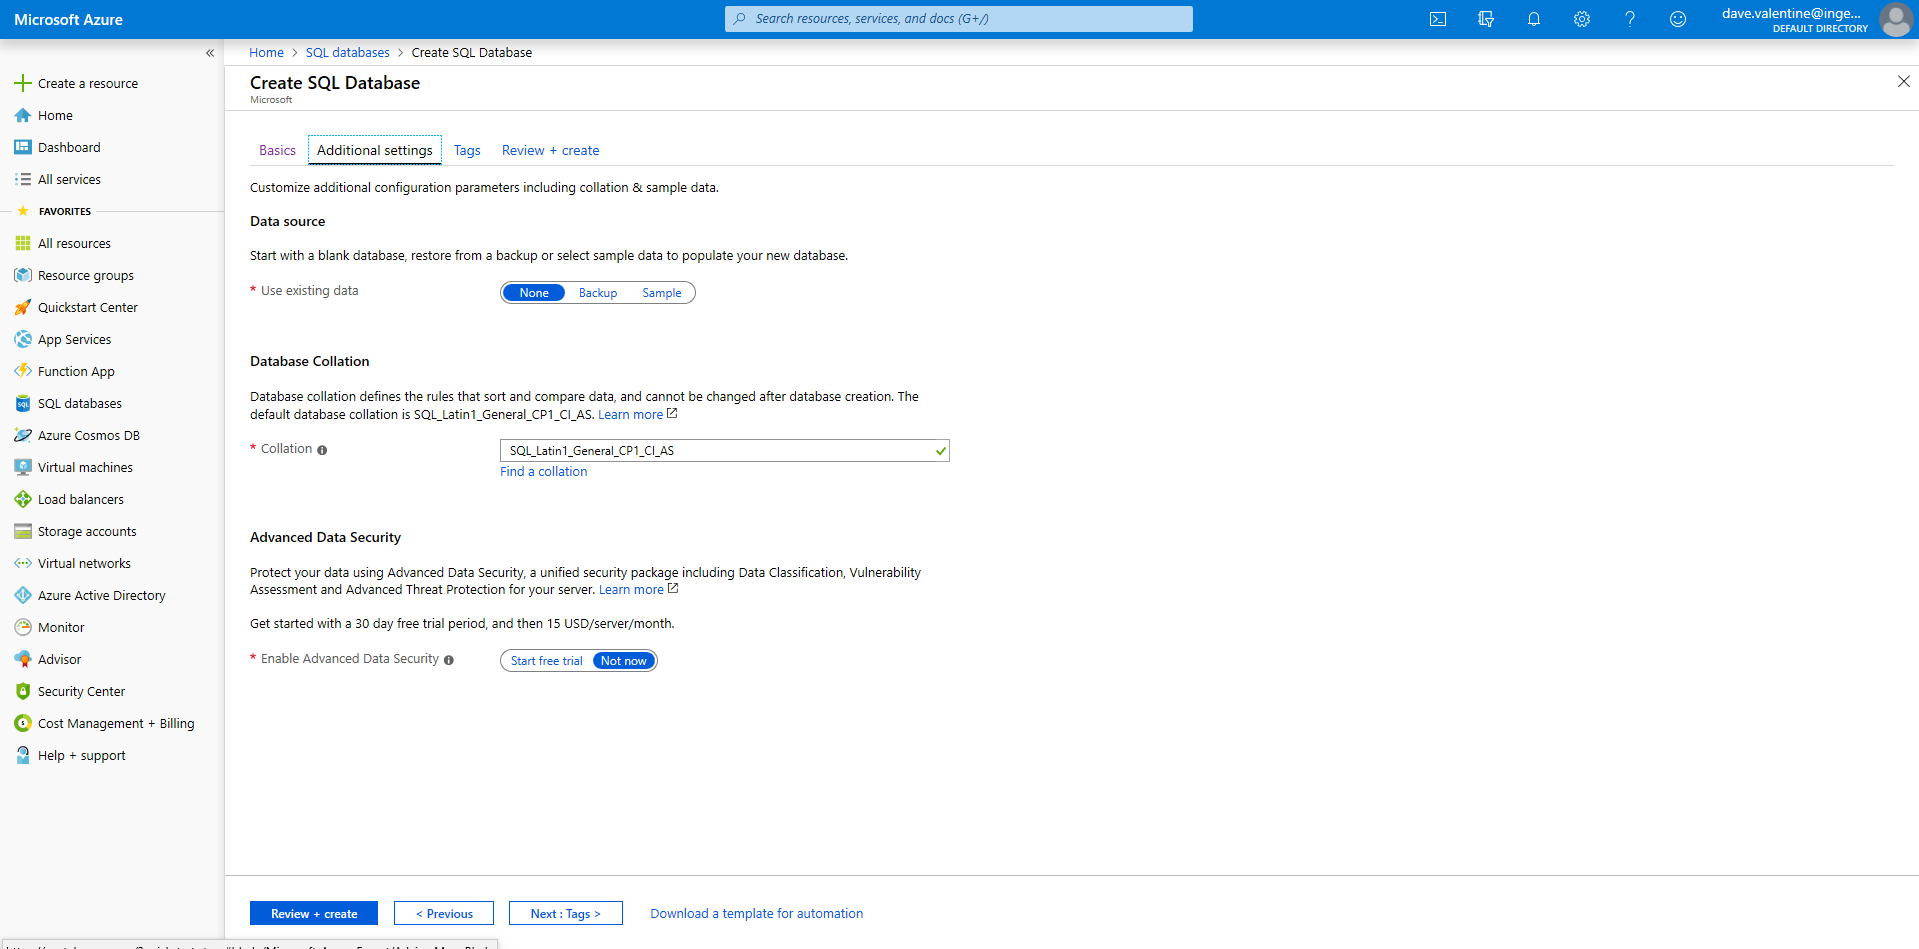 Microsoft Azure
Search resources, services, and docs (G+/)
dave.valentine@inge...
DEFAULT DIRECTORY
«
Create a resource
Home
Dashboard
All services
FAVORITES
All resources
Resource groups
Quickstart Center
App Services
Function App
SQL databases
Azure Cosmos DB
Virtual machines
Load balancers
Storage accounts
Virtual networks
Azure Active Directory
Monitor
Advisor
Security Center
Cost Management + Billing
Help + support
Home > SQL databases > Create SQL Database
Create SQL Database
Microsoft
Basics Additional settings Tags Review + create
Customize additional configuration parameters including collation & sample data.
Data source
Start with a blank database, restore from a backup or select sample data to populate your new database.
* Use existing data None Backup Sample
Database Collation
Database collation defines the rules that sort and compare data, and cannot be changed after database creation. The
default database collation is SQL_Latin1_General_CP1_CI_AS. Learn more
* Collation SQL_Latin1_General_CP1_CI_AS
Find a collation
Advanced Data Security
Protect your data using Advanced Data Security, a unified security package including Data Classification, Vulnerability
Assessment and Advanced Threat Protection for your server. Learn more
Get started with a 30 day free trial period, and then 15 USD/server/month.
* Enable Advanced Data Security Start free trial Not now
Review + create < Previous Next : Tags > Download a template for automation